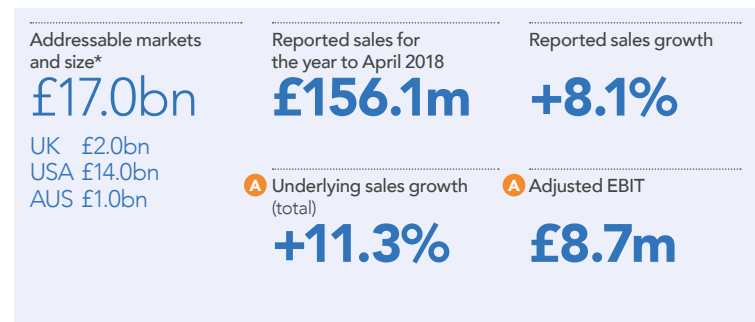 Addressable markets
and size*
£17.0bn
UK £2.0bn
USA £14.0bn
AUS £1.0bn
Reported sales for
the year to April 2018
£156.1m
Reported sales growth
+8.1%
A Underlying sales growth
(total)
+11.3%
A Adjusted EBIT
£8.7m